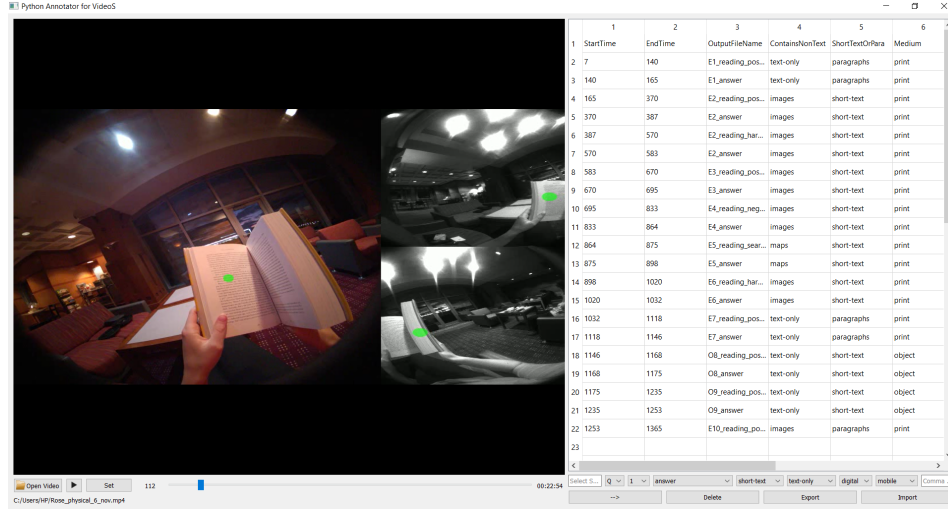 Python Annotator for VideoS
1 2 3 4 5 6
1 StartTime EndTime OutputFileName ContainsNonText ShortTextOrPara Medium
2 7 140 E1_reading_pos... text-only paragraphs print
3 140 165 E1_answer text-only paragraphs print
4 165 370 E2_reading_pos... images short-text print
5 370 387 E2_answer images short-text print
6 387 570 E2_reading_har... images short-text print
7 570 583 E2_answer images short-text print
8 583 670 E3_reading_pos... images short-text print
9 670 695 E3_answer images short-text print
10 695 833 E4_reading_neg... images short-text print
11 833 864 E4_answer images short-text print
12 864 875 E5_reading_sear... maps short-text print
13 875 898 E5_answer maps short-text print
14 898 1020 E6_reading_har... images short-text print
15 1020 1032 E6_answer images short-text print
16 1032 1118 E7_reading_pos... text-only paragraphs print
17 1118 1146 E7_answer text-only paragraphs print
18 1146 1168 O8_reading_pos... text-only short-text object
19 1168 1175 O8_answer text-only short-text object
20 1175 1235 O9_reading_pos... text-only short-text object
21 1235 1253 O9_answer text-only short-text object
22 1253 1365 E10_reading_po... images paragraphs print
23
Open Video Set 112 00:22:54
Select S... Q 1 answer short-text text-only digital mobile Comma
C:/Users/HP/Rose_physical_6_nov.mp4
--> Delete Export Import